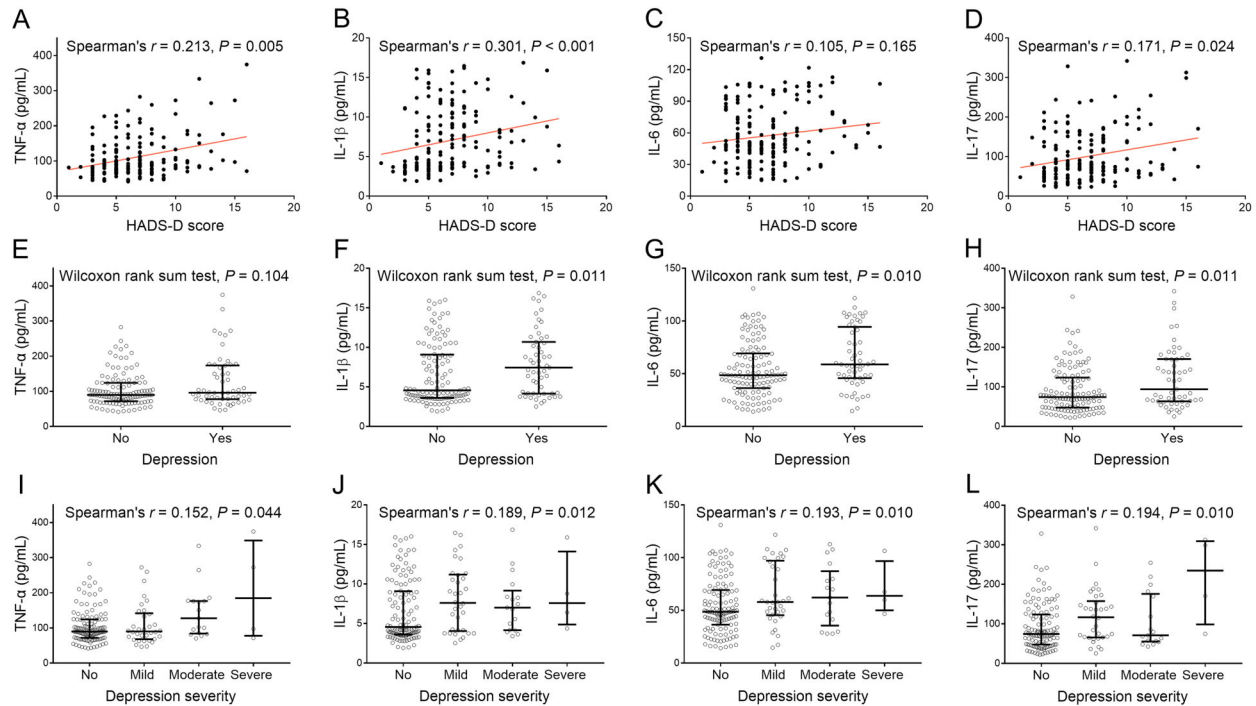 A
Spearman's r = 0.213, P = 0.005
TNF-α (pg/mL)
400
300
200
100
0
0 5 10 15 20
HADS-D score
B
Spearman's r = 0.301, P < 0.001
IL-1β (pg/mL)
20
15
10
5
0
0 5 10 15 20
HADS-D score
C
Spearman's r = 0.105, P = 0.165
IL-6 (pg/mL)
150
120
90
60
30
0
0 5 10 15 20
HADS-D score
D
Spearman's r = 0.171, P = 0.024
IL-17 (pg/mL)
400
300
200
100
0
0 5 10 15 20
HADS-D score
E
Wilcoxon rank sum test, P = 0.104
TNF-α (pg/mL)
400
300
200
100
0
No Yes
Depression
F
Wilcoxon rank sum test, P = 0.011
IL-1β (pg/mL)
20
15
10
5
0
No Yes
Depression
G
Wilcoxon rank sum test, P = 0.010
IL-6 (pg/mL)
150
100
50
0
No Yes
Depression
H
Wilcoxon rank sum test, P = 0.011
IL-17 (pg/mL)
400
300
200
100
0
No Yes
Depression
I
Spearman's r = 0.152, P = 0.044
TNF-α (pg/mL)
400
300
200
100
0
No Mild Moderate Severe
Depression severity
J
Spearman's r = 0.189, P = 0.012
IL-1β (pg/mL)
20
15
10
5
0
No Mild Moderate Severe
Depression severity
K
Spearman's r = 0.193, P = 0.010
IL-6 (pg/mL)
150
100
50
0
No Mild Moderate Severe
Depression severity
L
Spearman's r = 0.194, P = 0.010
IL-17 (pg/mL)
400
300
200
100
0
No Mild Moderate Severe
Depression severity